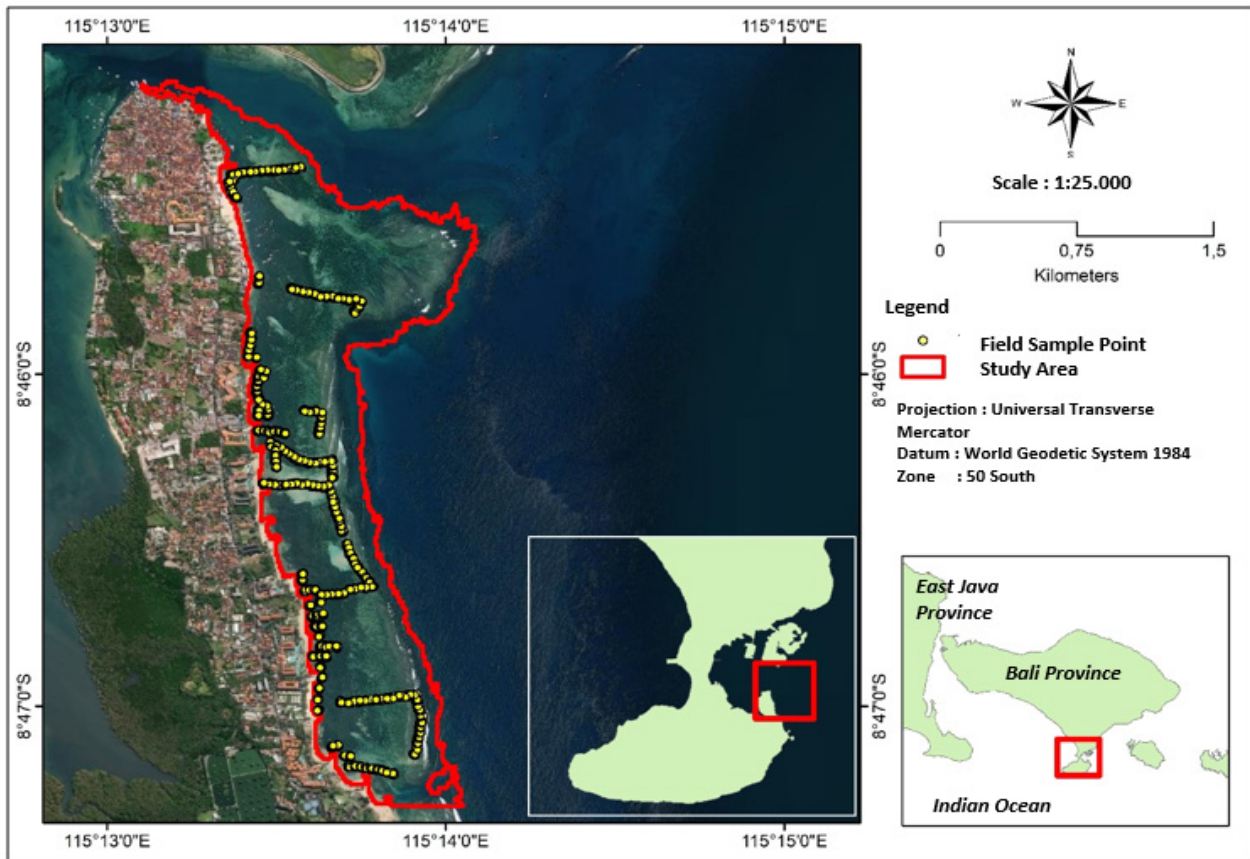 115°13'0"E
115°14'0"E
115°15'0"E
N
W
E
S
Scale : 1:25.000
0
0,75
1,5
Kilometers
Legend
Field Sample Point
Study Area
8°46'0"S
8°46'0"S
Projection : Universal Transverse
Mercator
Datum : World Geodetic System 1984
Zone : 50 South
East Java
Province
Bali Province
Indian Ocean
8°47'0"S
8°47'0"S
115°13'0"E
115°14'0"E
115°15'0"E